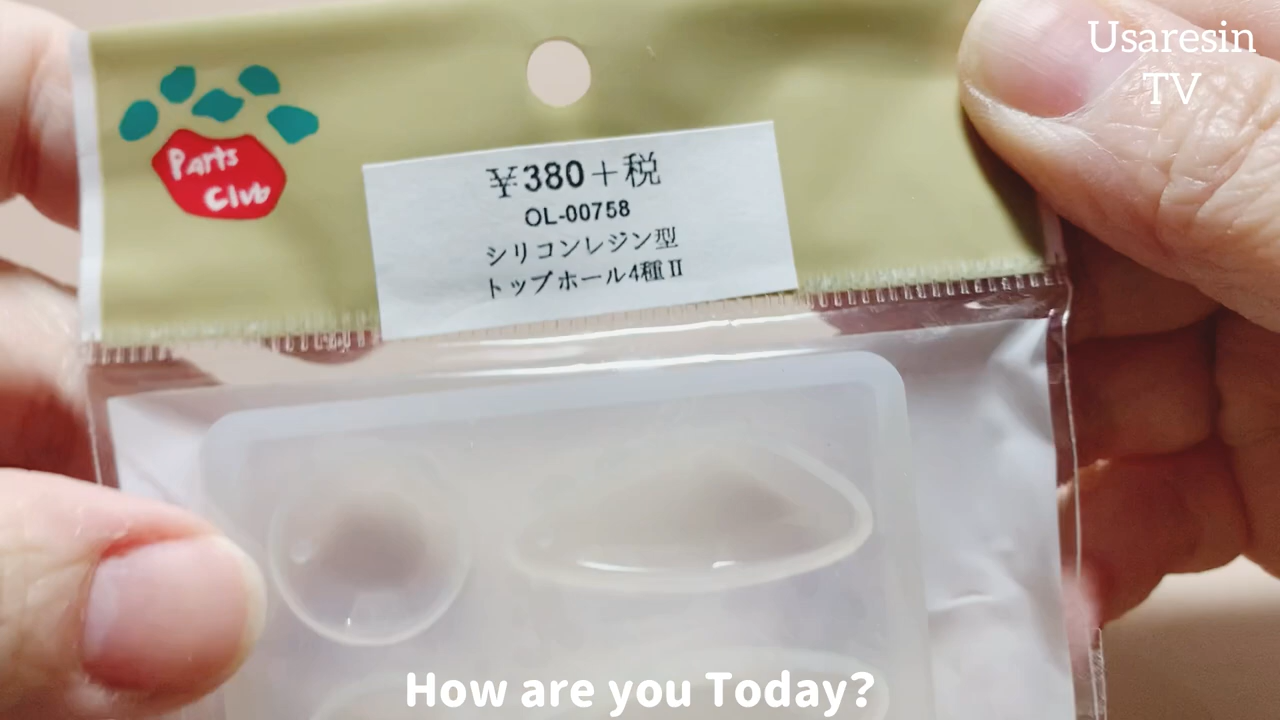 Usaresin
TV
Parts
Club
¥380+税
OL-00758
シリコンレジン型
トップホール4種Ⅱ
How are you Today?